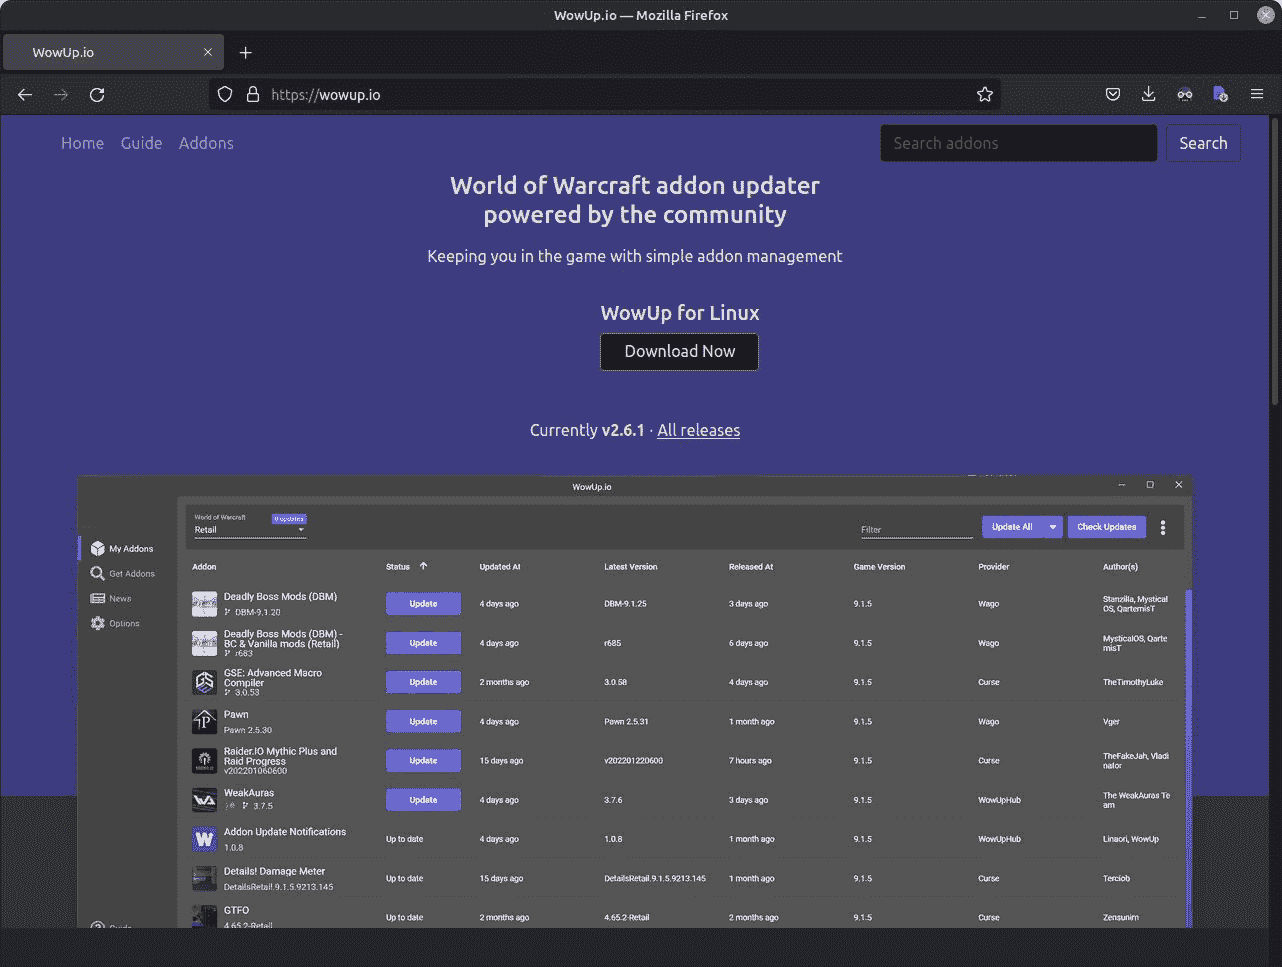 WowUp.io — Mozilla Firefox
WowUp.io
https://wowup.io
Home Guide Addons Search addons Search
World of Warcraft addon updater
powered by the community
Keeping you in the game with simple addon management
WowUp for Linux
Download Now
Currently v2.6.1 · All releases
WowUp.io
World of Warcraft 0 updates
Retail
Filter Update All Check Updates
My Addons
Get Addons
News
Options
Guide
Addon Status Updated At Latest Version Released At Game Version Provider Author(s)
Deadly Boss Mods (DBM)
DBM-9.1.20
Update 4 days ago DBM-9.1.25 3 days ago 9.1.5 Wago
Stanzilla, Mystical
OS, QartemisT
Deadly Boss Mods (DBM) -
BC & Vanilla mods (Retail)
r683
Update 4 days ago r685 6 days ago 9.1.5 Wago
MysticalOS, Qarte
misT
GSE: Advanced Macro
Compiler
3.0.53
Update 2 months ago 3.0.58 4 days ago 9.1.5 Curse TheTimothyLuke
Pawn
Pawn 2.5.30
Update 4 days ago Pawn 2.5.31 1 month ago 9.1.5 Wago Vger
Raider.IO Mythic Plus and
Raid Progress
v202201060600
Update 15 days ago v202201220600 7 hours ago 9.1.5 Curse
TheFakeJah, Vladi
nator
WeakAuras
3.7.5
Update 4 days ago 3.7.6 3 days ago 9.1.5 WowUpHub
The WeakAuras Te
am
Addon Update Notifications
1.0.8
Up to date 4 days ago 1.0.8 1 month ago 9.1.5 WowUpHub Linaori, WowUp
Details! Damage Meter
DetailsRetail.9.1.5.9213.145
Up to date 15 days ago DetailsRetail.9.1.5.9213.145 1 month ago 9.1.5 Curse Terciob
GTFO
4.65.2-Retail
Up to date 2 months ago 4.65.2-Retail 2 months ago 9.1.5 Curse Zensunim